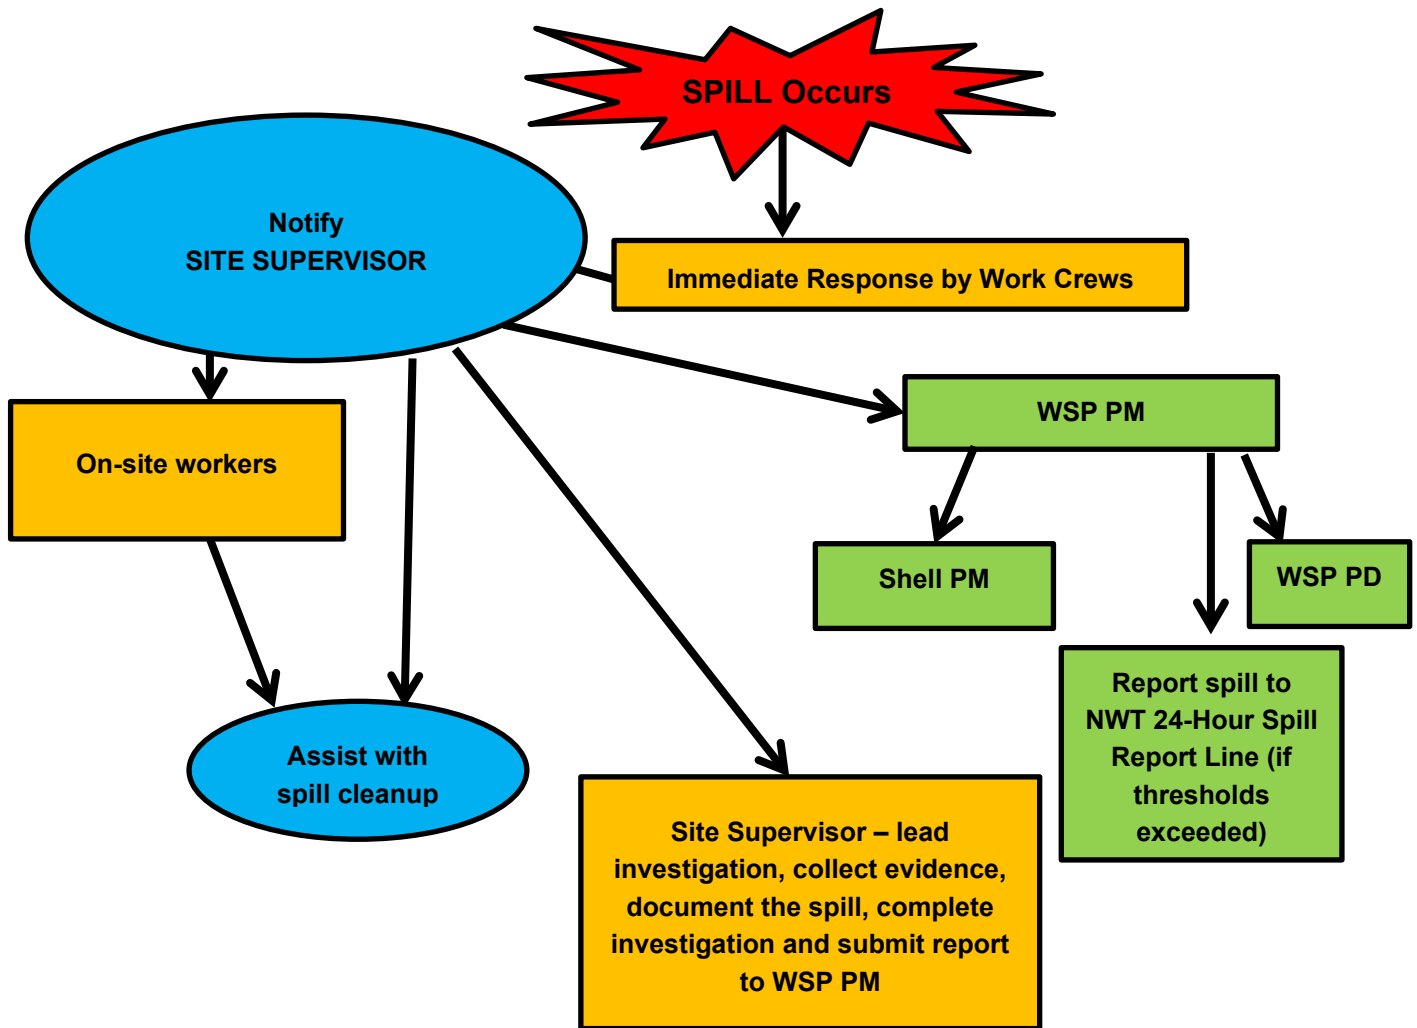 SPILL Occurs
Notify
SITE SUPERVISOR
Immediate Response by Work Crews
WSP PM
On-site workers
Shell PM
WSP PD
Report spill to
NWT 24-Hour Spill
Report Line (if
thresholds
exceeded)
Assist with
spill cleanup
Site Supervisor – lead
investigation, collect evidence,
document the spill, complete
investigation and submit report
to WSP PM